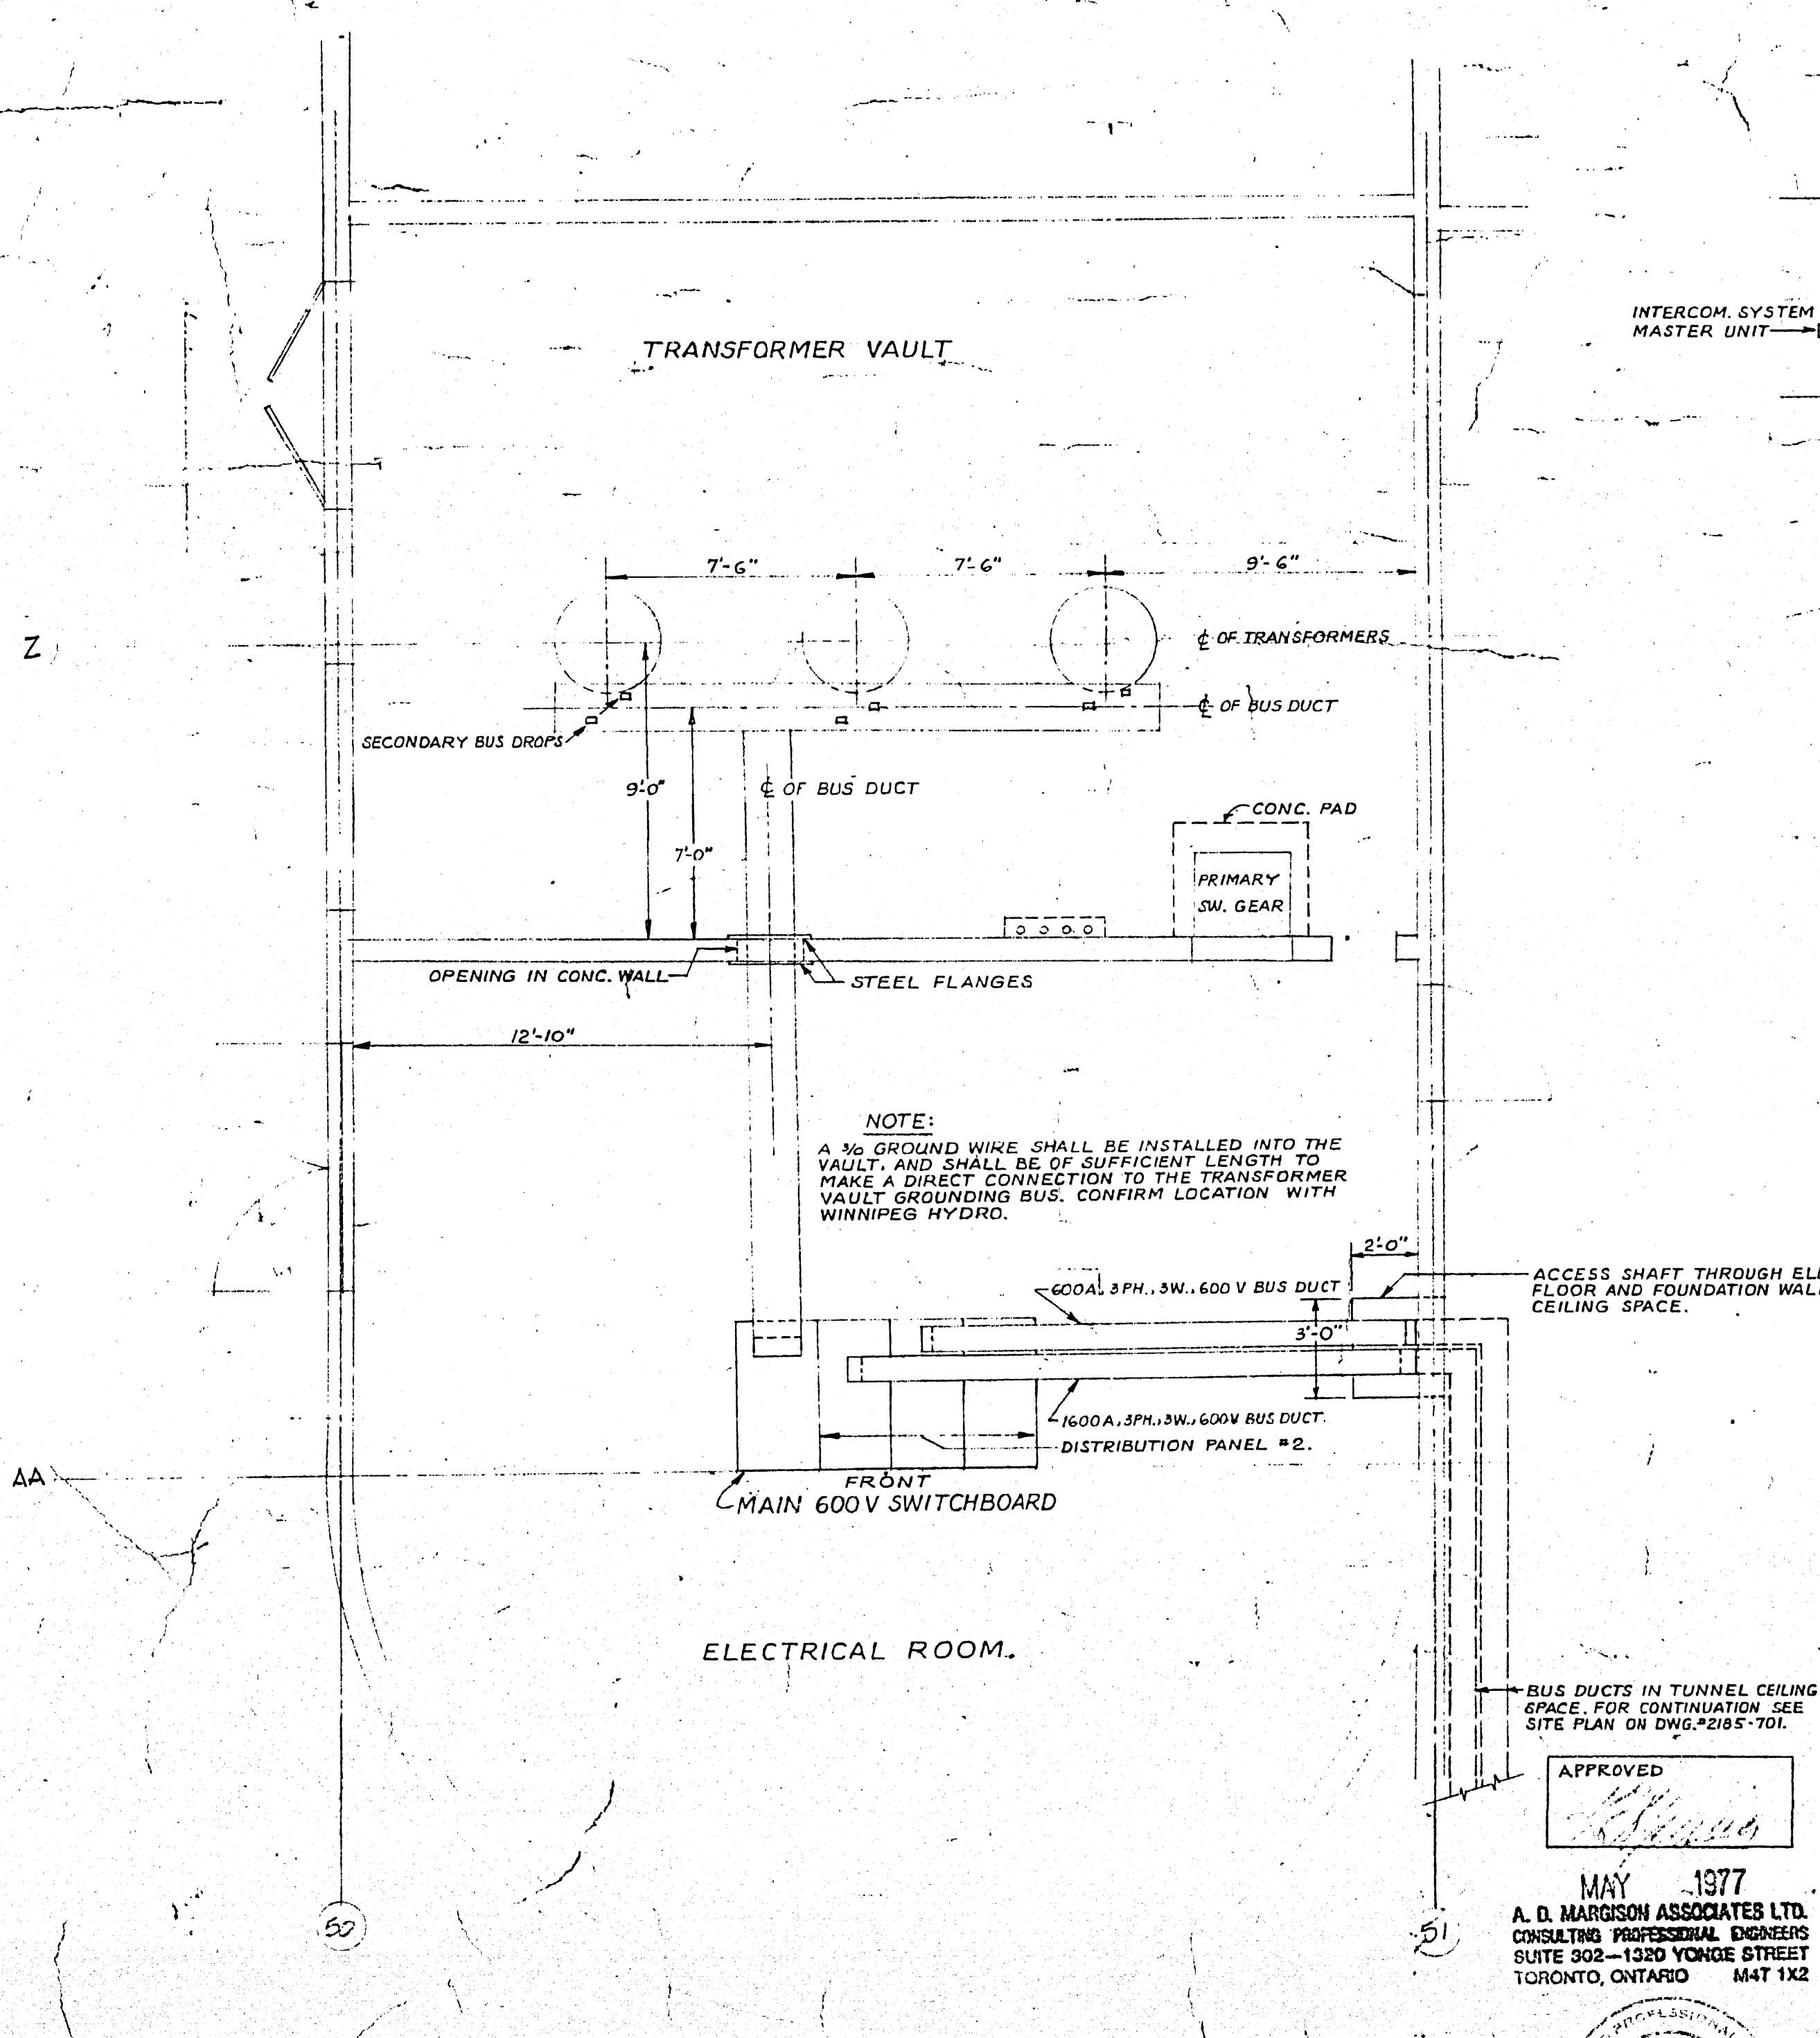 INTERCOM. SYSTEM
MASTER UNIT
TRANSFORMER VAULT
7'-6"
7'-6"
9'-6"
Z
℄ OF TRANSFORMERS
℄ OF BUS DUCT
SECONDARY BUS DROPS
9'-0"
℄ OF BUS DUCT
CONC. PAD
7'-0"
PRIMARY
SW. GEAR
OPENING IN CONC. WALL
STEEL FLANGES
12'-10"
NOTE:
A 3/0 GROUND WIRE SHALL BE INSTALLED INTO THE
VAULT, AND SHALL BE OF SUFFICIENT LENGTH TO
MAKE A DIRECT CONNECTION TO THE TRANSFORMER
VAULT GROUNDING BUS. CONFIRM LOCATION WITH
WINNIPEG HYDRO.
2'-0"
600A. 3PH., 3W., 600V BUS DUCT
ACCESS SHAFT THROUGH
FLOOR AND FOUNDATION
CEILING SPACE.
3'-0"
1600A, 3PH., 3W., 600V BUS DUCT.
DISTRIBUTION PANEL #2.
AA
FRONT
MAIN 600V SWITCHBOARD
ELECTRICAL ROOM.
BUS DUCTS IN TUNNEL CEILING
SPACE. FOR CONTINUATION SEE
SITE PLAN ON DWG.#2185-701.
APPROVED
MAY 1977
A. D. MARGISON ASSOCIATES LTD.
CONSULTING PROFESSIONAL ENGINEERS
SUITE 302-1320 YONGE STREET
TORONTO, ONTARIO M4T 1X2
50
51
PROFESSIONAL